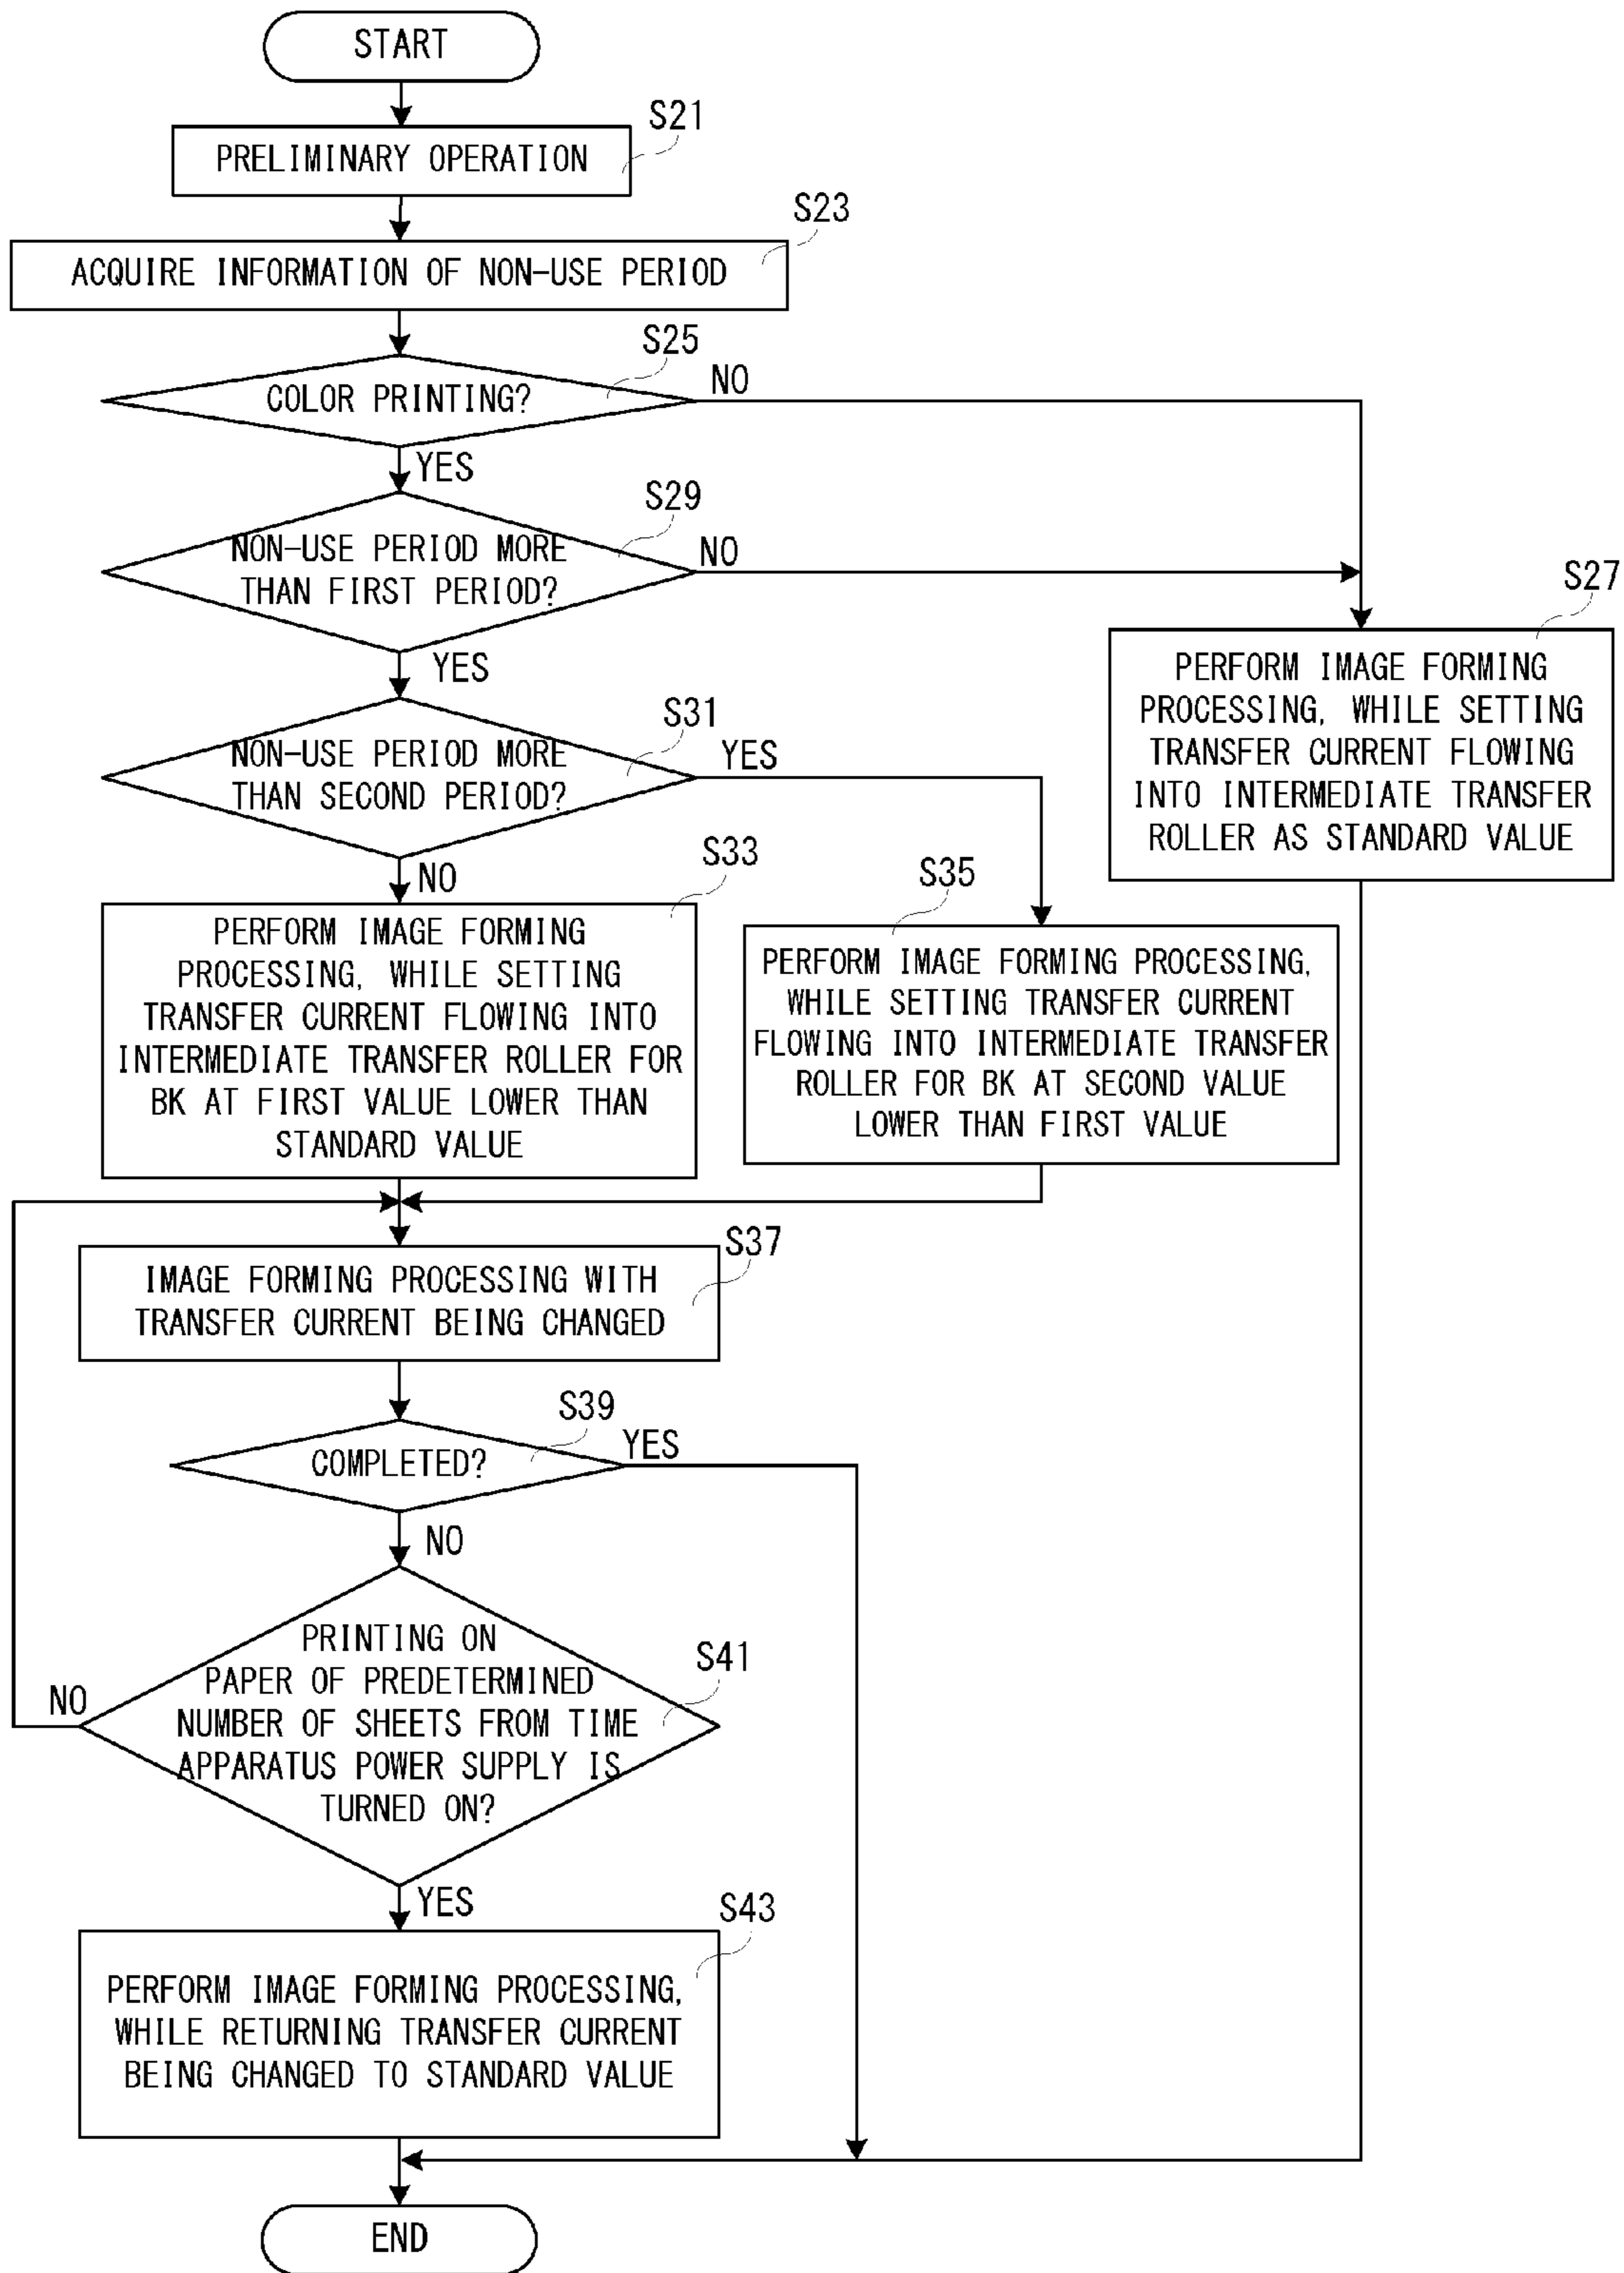 START
S21
PRELIMINARY OPERATION
S23
ACQUIRE INFORMATION OF NON-USE PERIOD
S25
COLOR PRINTING?
NO
YES
S29
NON-USE PERIOD MORE
THAN FIRST PERIOD?
NO
YES
S27
PERFORM IMAGE FORMING
PROCESSING, WHILE SETTING
TRANSFER CURRENT FLOWING
INTO INTERMEDIATE TRANSFER
ROLLER AS STANDARD VALUE
S31
NON-USE PERIOD MORE
THAN SECOND PERIOD?
YES
NO
S33
PERFORM IMAGE FORMING
PROCESSING, WHILE SETTING
TRANSFER CURRENT FLOWING INTO
INTERMEDIATE TRANSFER ROLLER FOR
BK AT FIRST VALUE LOWER THAN
STANDARD VALUE
S35
PERFORM IMAGE FORMING PROCESSING,
WHILE SETTING TRANSFER CURRENT
FLOWING INTO INTERMEDIATE TRANSFER
ROLLER FOR BK AT SECOND VALUE
LOWER THAN FIRST VALUE
S37
IMAGE FORMING PROCESSING WITH
TRANSFER CURRENT BEING CHANGED
S39
COMPLETED?
YES
NO
S41
PRINTING ON
PAPER OF PREDETERMINED
NUMBER OF SHEETS FROM TIME
APPARATUS POWER SUPPLY IS
TURNED ON?
NO
YES
S43
PERFORM IMAGE FORMING PROCESSING,
WHILE RETURNING TRANSFER CURRENT
BEING CHANGED TO STANDARD VALUE
END